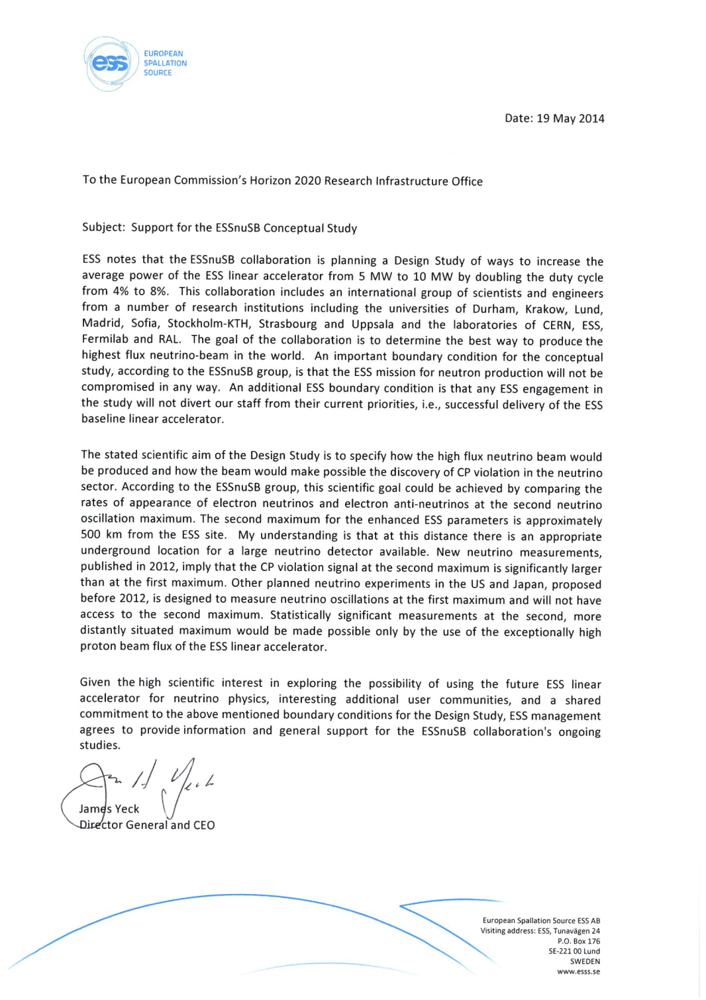 ess
EUROPEAN
SPALLATION
SOURCE
Date: 19 May 2014
To the European Commission's Horizon 2020 Research Infrastructure Office
Subject: Support for the ESSnuSB Conceptual Study
ESS notes that the ESSnuSB collaboration is planning a Design Study of ways to increase the
average power of the ESS linear accelerator from 5 MW to 10 MW by doubling the duty cycle
from 4% to 8%. This collaboration includes an international group of scientists and engineers
from a number of research institutions including the universities of Durham, Krakow, Lund,
Madrid, Sofia, Stockholm-KTH, Strasbourg and Uppsala and the laboratories of CERN, ESS,
Fermilab and RAL. The goal of the collaboration is to determine the best way to produce the
highest flux neutrino-beam in the world. An important boundary condition for the conceptual
study, according to the ESSnuSB group, is that the ESS mission for neutron production will not be
compromised in any way. An additional ESS boundary condition is that any ESS engagement in
the study will not divert our staff from their current priorities, i.e., successful delivery of the ESS
baseline linear accelerator.
The stated scientific aim of the Design Study is to specify how the high flux neutrino beam would
be produced and how the beam would make possible the discovery of CP violation in the neutrino
sector. According to the ESSnuSB group, this scientific goal could be achieved by comparing the
rates of appearance of electron neutrinos and electron anti-neutrinos at the second neutrino
oscillation maximum. The second maximum for the enhanced ESS parameters is approximately
500 km from the ESS site. My understanding is that at this distance there is an appropriate
underground location for a large neutrino detector available. New neutrino measurements,
published in 2012, imply that the CP violation signal at the second maximum is significantly larger
than at the first maximum. Other planned neutrino experiments in the US and Japan, proposed
before 2012, is designed to measure neutrino oscillations at the first maximum and will not have
access to the second maximum. Statistically significant measurements at the second, more
distantly situated maximum would be made possible only by the use of the exceptionally high
proton beam flux of the ESS linear accelerator.
Given the high scientific interest in exploring the possibility of using the future ESS linear
accelerator for neutrino physics, interesting additional user communities, and a shared
commitment to the above mentioned boundary conditions for the Design Study, ESS management
agrees to provide information and general support for the ESSnuSB collaboration's ongoing
studies.
James Yeck
Director General and CEO
European Spallation Source ESS AB
Visiting address: ESS, Tunavägen 24
P.O. Box 176
SE-221 00 Lund
SWEDEN
www.esss.se